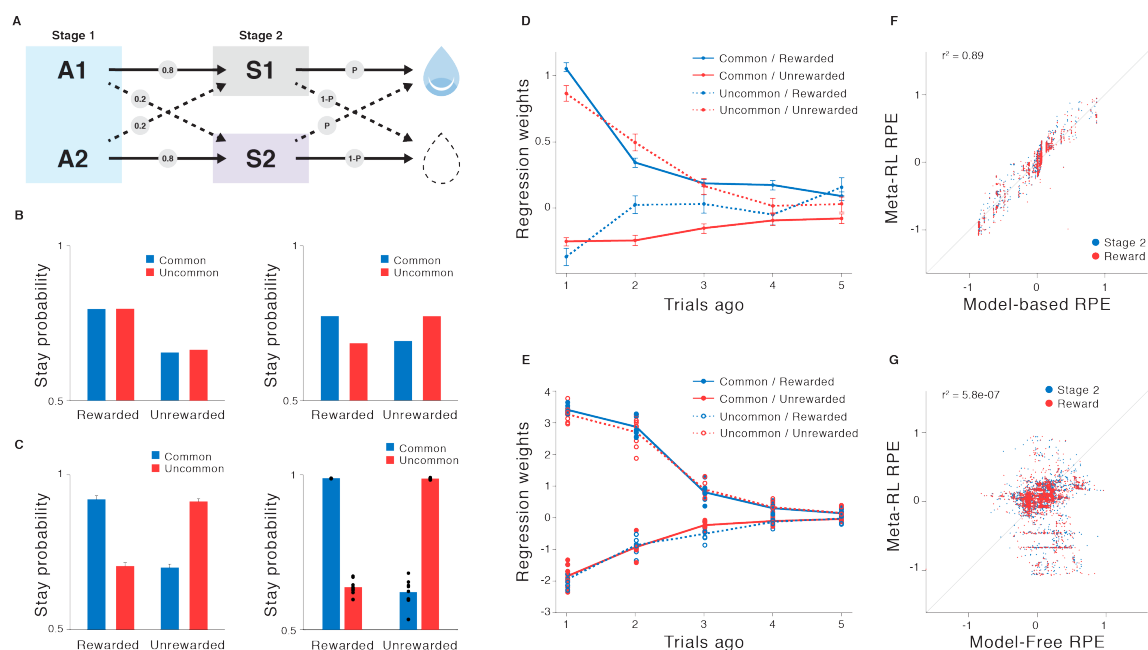 A
Stage 1
Stage 2
A1
0.8
S1
P
0.2
1-P
0.2
P
A2
0.8
S2
1-P
B
1
Stay probability
0.5
Common
Uncommon
Rewarded
Unrewarded
1
Stay probability
0.5
Common
Uncommon
Rewarded
Unrewarded
C
1
Stay probability
0.5
Common
Uncommon
Rewarded
Unrewarded
1
Stay probability
0.5
Common
Uncommon
Rewarded
Unrewarded
D
Regression weights
1
0.5
0
Common / Rewarded
Common / Unrewarded
Uncommon / Rewarded
Uncommon / Unrewarded
1 2 3 4 5
Trials ago
E
Regression weights
4
3
2
1
0
-1
-2
-3
Common / Rewarded
Common / Unrewarded
Uncommon / Rewarded
Uncommon / Unrewarded
1 2 3 4 5
Trials ago
F
r² = 0.89
Meta-RL RPE
1
0
-1
Stage 2
Reward
-1 0 1
Model-based RPE
G
r² = 5.8e-07
Stage 2
Reward
Meta-RL RPE
1
0
-1
-1 0 1
Model-Free RPE